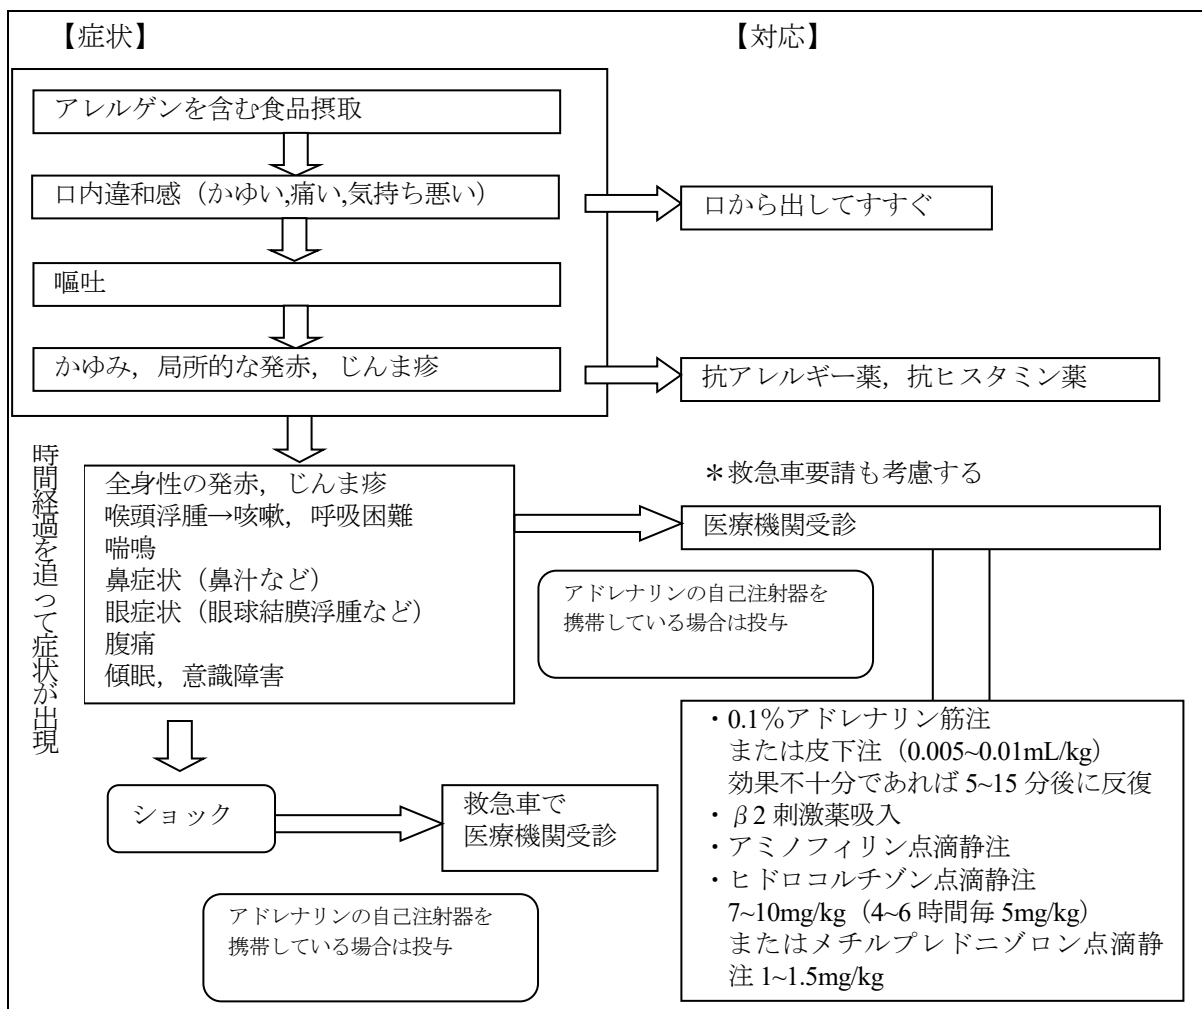 【症状】
【対応】
アレルゲンを含む食品摂取
口内違和感（かゆい,痛い,気持ち悪い）
口から出してすすぐ
嘔吐
かゆみ，局所的な発赤，じんま疹
抗アレルギー薬，抗ヒスタミン薬
時間経過を追って症状が出現
全身性の発赤，じんま疹
喉頭浮腫→咳嗽，呼吸困難
喘鳴
鼻症状（鼻汁など）
眼症状（眼球結膜浮腫など）
腹痛
傾眠，意識障害
＊救急車要請も考慮する
医療機関受診
アドレナリンの自己注射器を
携帯している場合は投与
・0.1％アドレナリン筋注
または皮下注（0.005~0.01mL/kg）
効果不十分であれば 5~15 分後に反復
・β2 刺激薬吸入
・アミノフィリン点滴静注
・ヒドロコルチゾン点滴静注
7~10mg/kg（4~6 時間毎 5mg/kg）
またはメチルプレドニゾロン点滴静
注 1~1.5mg/kg
ショック
救急車で
医療機関受診
アドレナリンの自己注射器を
携帯している場合は投与